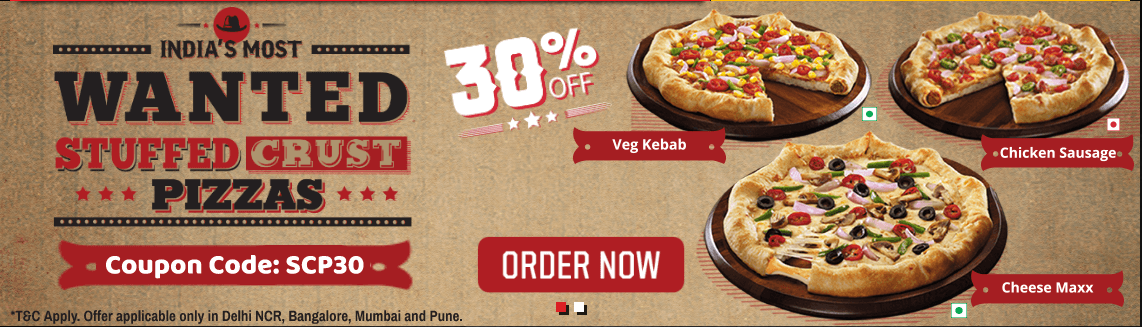 INDIA'S MOST
WANTED
STUFFED CRUST
PIZZAS
Coupon Code: SCP30
*T&C Apply. Offer applicable only in Delhi NCR, Bangalore, Mumbai and Pune.
30% OFF
ORDER NOW
Veg Kebab
Chicken Sausage
Cheese Maxx